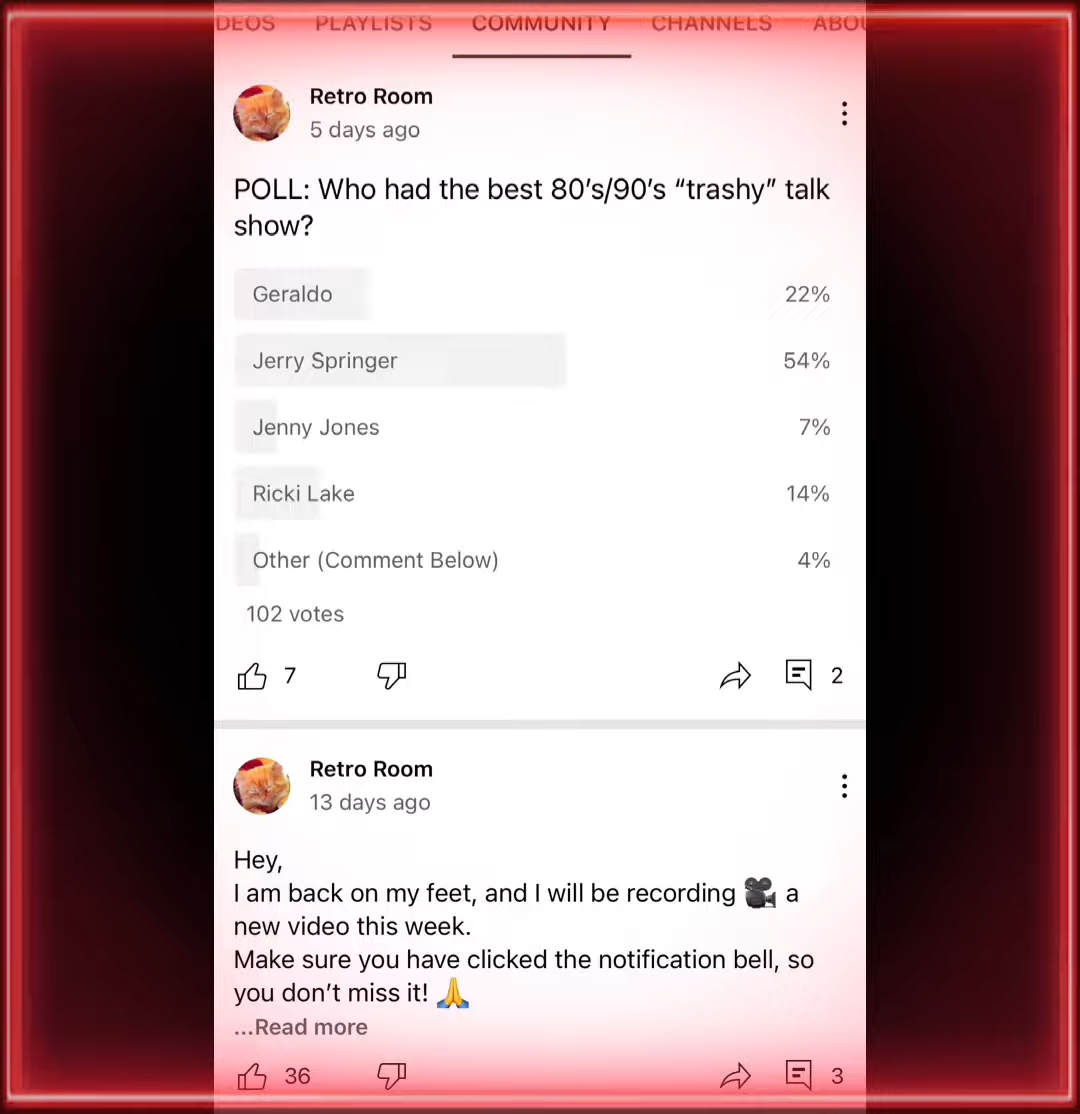 PLAYLISTS COMMUNITY CHANNELS
Retro Room
5 days ago
POLL: Who had the best 80’s/90’s “trashy” talk
show?
Geraldo 22%
Jerry Springer 54%
Jenny Jones 7%
Ricki Lake 14%
Other (Comment Below) 4%
102 votes
7 2
Retro Room
13 days ago
Hey,
I am back on my feet, and I will be recording 🎥 a
new video this week.
Make sure you have clicked the notification bell, so
you don’t miss it! 🙏
...Read more
36 3